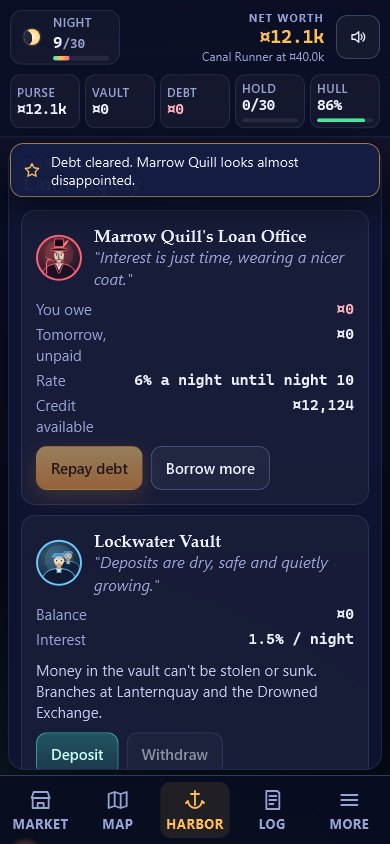 NIGHT
9/30
NET WORTH
¤12.1k
Canal Runner at ¤40.0k
PURSE
¤12.1k
VAULT
¤0
DEBT
¤0
HOLD
0/30
HULL
86%
Debt cleared. Marrow Quill looks almost
disappointed.
Marrow Quill's Loan Office
"Interest is just time, wearing a nicer
coat."
You owe
¤0
Tomorrow,
unpaid
¤0
Rate
6% a night until night 10
Credit
available
¤12,124
Repay debt
Borrow more
Lockwater Vault
"Deposits are dry, safe and quietly
growing."
Balance
¤0
Interest
1.5% / night
Money in the vault can't be stolen or sunk.
Branches at Lanternquay and the Drowned
Exchange.
Deposit
Withdraw
MARKET
MAP
HARBOR
LOG
MORE